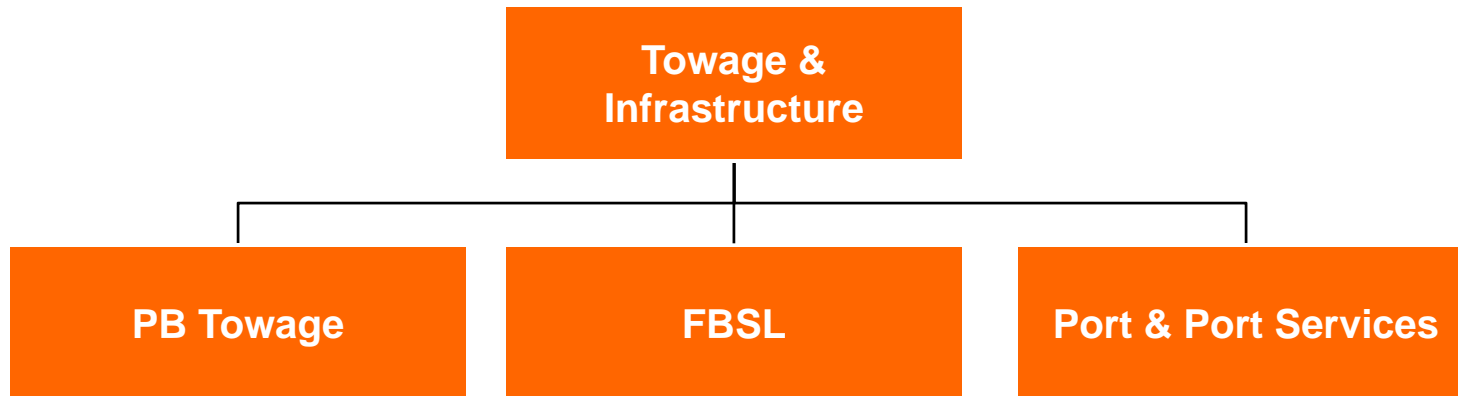 Towage &
Infrastructure
PB Towage
FBSL
Port & Port Services